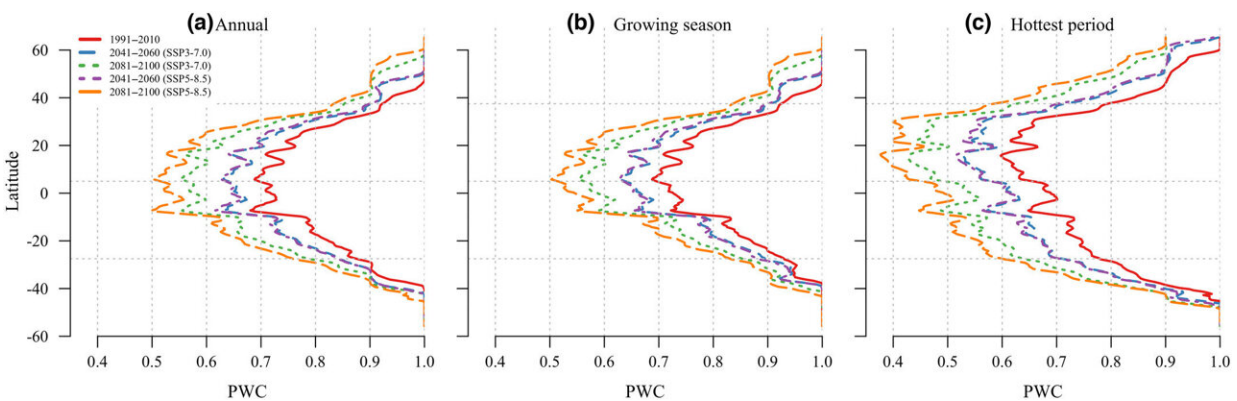 (a) Annual
(b) Growing season
(c) Hottest period
1991−2010
2041−2060 (SSP3-7.0)
2081−2100 (SSP3-7.0)
2041−2060 (SSP5-8.5)
2081−2100 (SSP5-8.5)
Latitude
60
40
20
0
-20
-40
-60
0.4 0.5 0.6 0.7 0.8 0.9 1.0
0.4 0.5 0.6 0.7 0.8 0.9 1.0
0.4 0.5 0.6 0.7 0.8 0.9 1.0
PWC
PWC
PWC